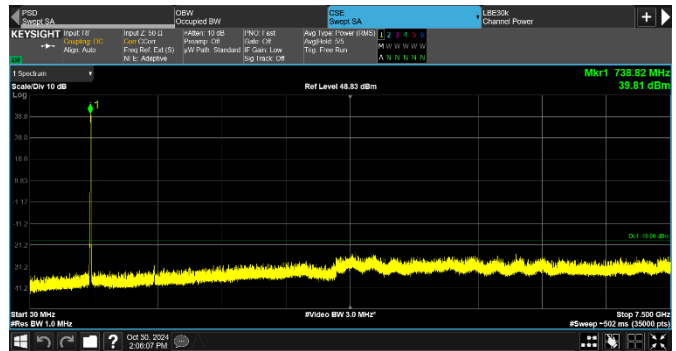 PSD
Swept SA
OBW
Occupied BW
CSE
Swept SA
LBE30k
Channel Power
KEYSIGHT
Input: RF
Coupling: DC
Align: Auto
Input Z: 50 Ω
Corr CCorr
Freq Ref: Ext (S)
NFE: Adaptive
#Atten: 10 dB
Preamp: Off
µW Path: Standard
PNO: Fast
Gate: Off
IF Gain: Low
Sig Track: Off
Avg Type: Power (RMS)
Avg|Hold: 5/5
Trig: Free Run
1 2 3 4 5 6
M W W W W W
A N N N N N
1 Spectrum
Scale/Div 10 dB
Ref Level 48.83 dBm
Mkr1 738.82 MHz
39.81 dBm
Log
1
38.8
28.8
18.8
8.83
-1.17
-11.2
-21.2
-31.2
-41.2
Start 30 MHz
#Res BW 1.0 MHz
#Video BW 3.0 MHz*
Stop 7.500 GHz
#Sweep ~502 ms (35000 pts)
Oct 30, 2024
2:06:07 PM